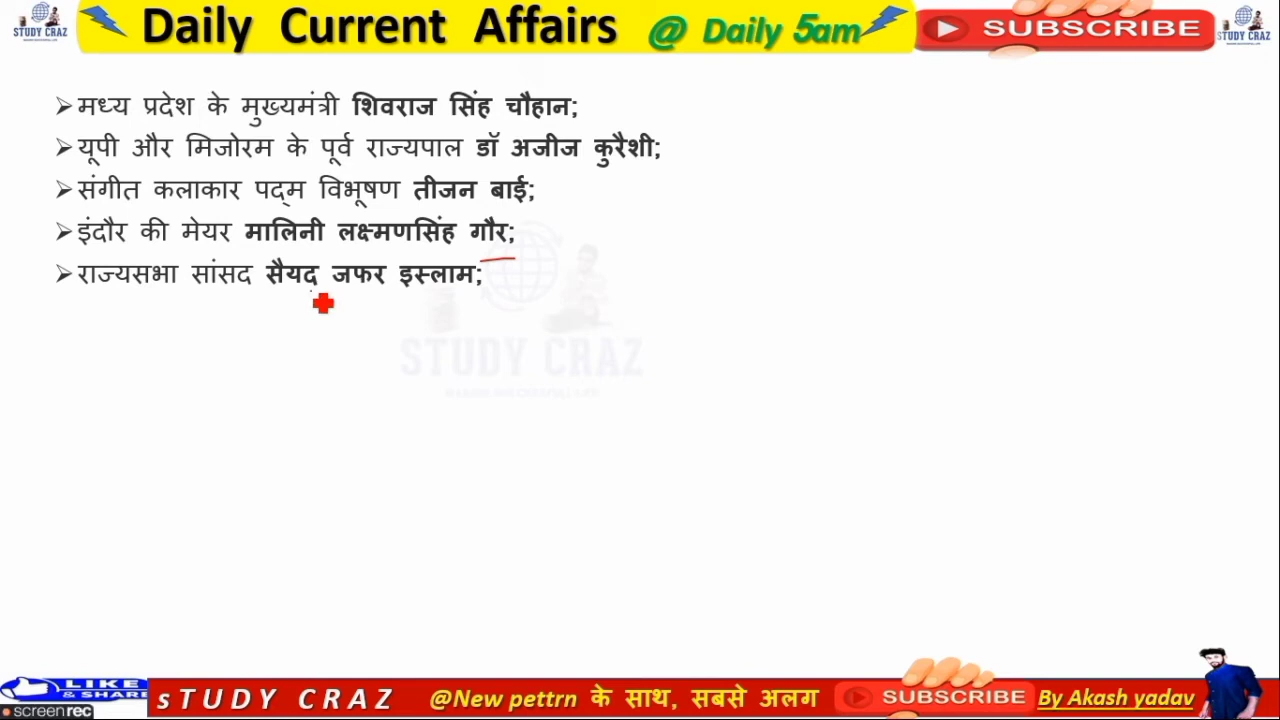 STUDY CRAZ
Daily Current Affairs @ Daily 5am
SUBSCRIBE
STUDY CRAZ
➢मध्य प्रदेश के मुख्यमंत्री शिवराज सिंह चौहान;
➢यूपी और मिजोरम के पूर्व राज्यपाल डॉ अजीज कुरैशी;
➢संगीत कलाकार पद्म विभूषण तीजन बाई;
➢इंदौर की मेयर मालिनी लक्ष्मणसिंह गौर;
➢राज्यसभा सांसद सैयद जफर इस्लाम;
STUDY CRAZ
LIKE
& SHARE
screenrec
sTUDY CRAZ @New pettrn के साथ, सबसे अलग SUBSCRIBE By Akash yadav